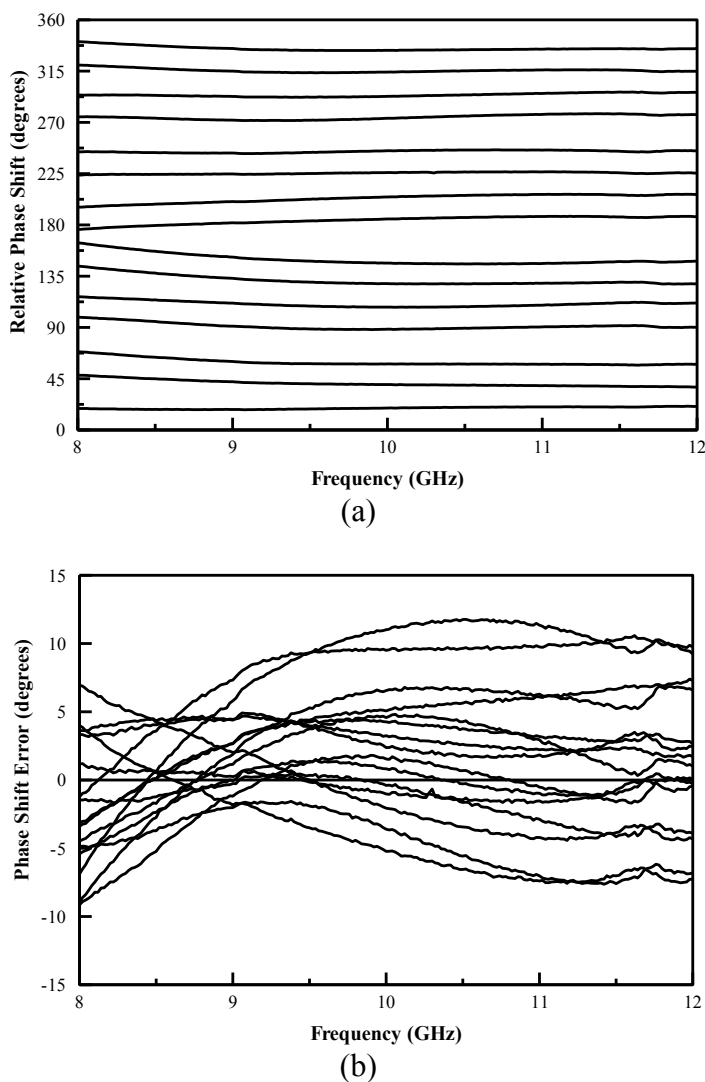 360
315
270
225
180
135
90
45
0
Relative Phase Shift (degrees)
8 9 10 11 12
Frequency (GHz)
(a)
15
10
5
0
-5
-10
-15
Phase Shift Error (degrees)
8 9 10 11 12
Frequency (GHz)
(b)